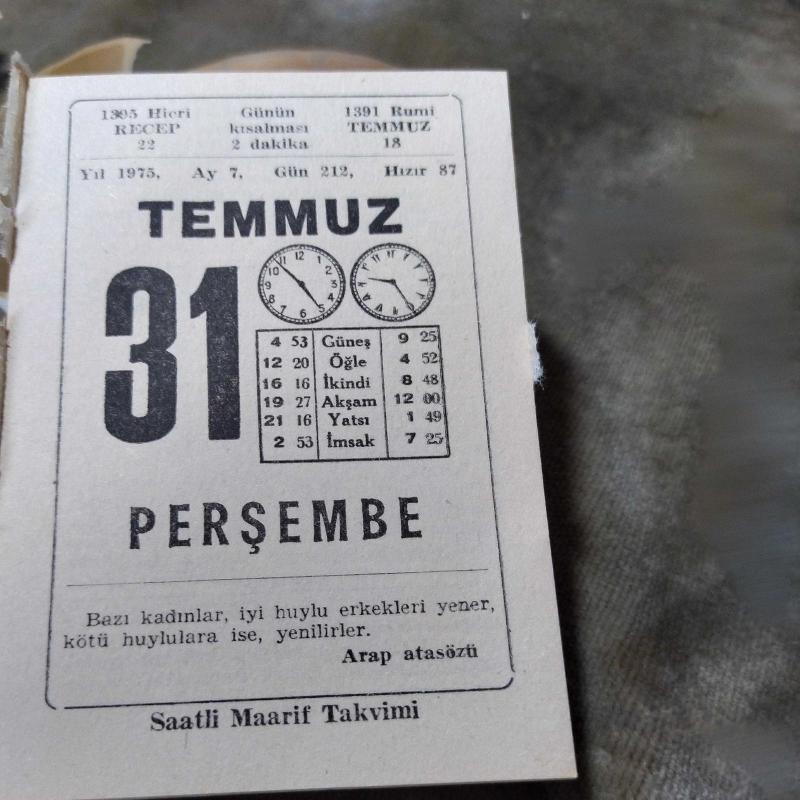 1395 Hicri Günün 1391 Rumi
RECEP kısalması TEMMUZ
22 2 dakika 18
Yıl 1975, Ay 7, Gün 212, Hızır 87
TEMMUZ
31
4 53 Güneş 9 25
12 20 Öğle 4 52
16 16 İkindi 8 48
19 27 Akşam 12 00
21 16 Yatsı 1 49
2 53 İmsak 7 25
PERŞEMBE
Bazı kadınlar, iyi huylu erkekleri yener,
kötü huylulara ise, yenilirler.
Arap atasözü
Saatli Maarif Takvimi